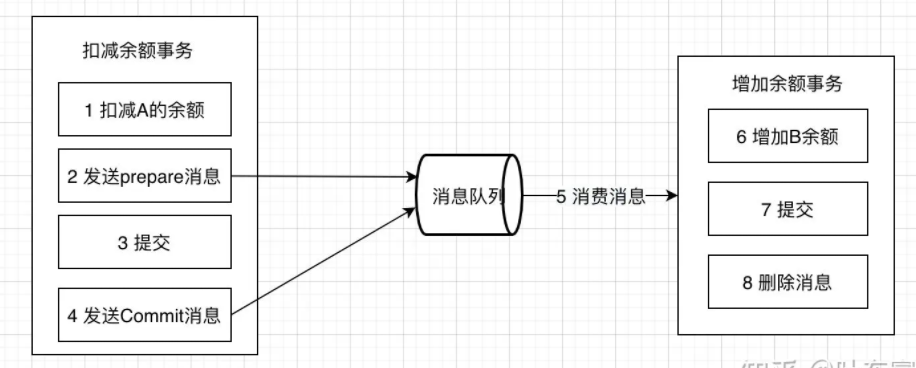 扣减余额事务
1 扣减A的余额
2 发送prepare消息
3 提交
4 发送Commit消息
消息队列
5 消费消息
增加余额事务
6 增加B余额
7 提交
8 删除消息